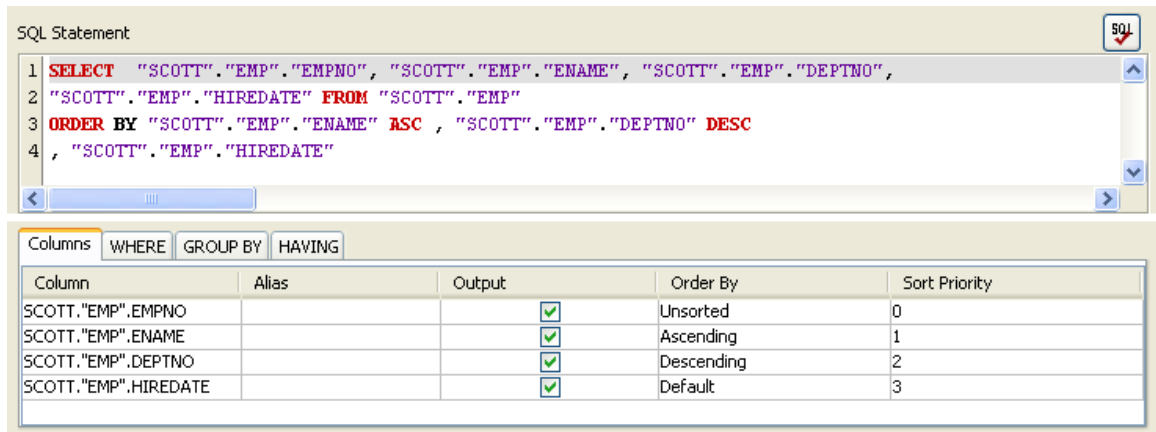 SQL Statement
SQL
1 SELECT "SCOTT"."EMP"."EMPNO", "SCOTT"."EMP"."ENAME", "SCOTT"."EMP"."DEPTNO",
2 "SCOTT"."EMP"."HIREDATE" FROM "SCOTT"."EMP"
3 ORDER BY "SCOTT"."EMP"."ENAME" ASC , "SCOTT"."EMP"."DEPTNO" DESC
4 , "SCOTT"."EMP"."HIREDATE"
Columns WHERE GROUP BY HAVING
Column Alias Output Order By Sort Priority
SCOTT."EMP".EMPNO Unsorted 0
SCOTT."EMP".ENAME Ascending 1
SCOTT."EMP".DEPTNO Descending 2
SCOTT."EMP".HIREDATE Default 3